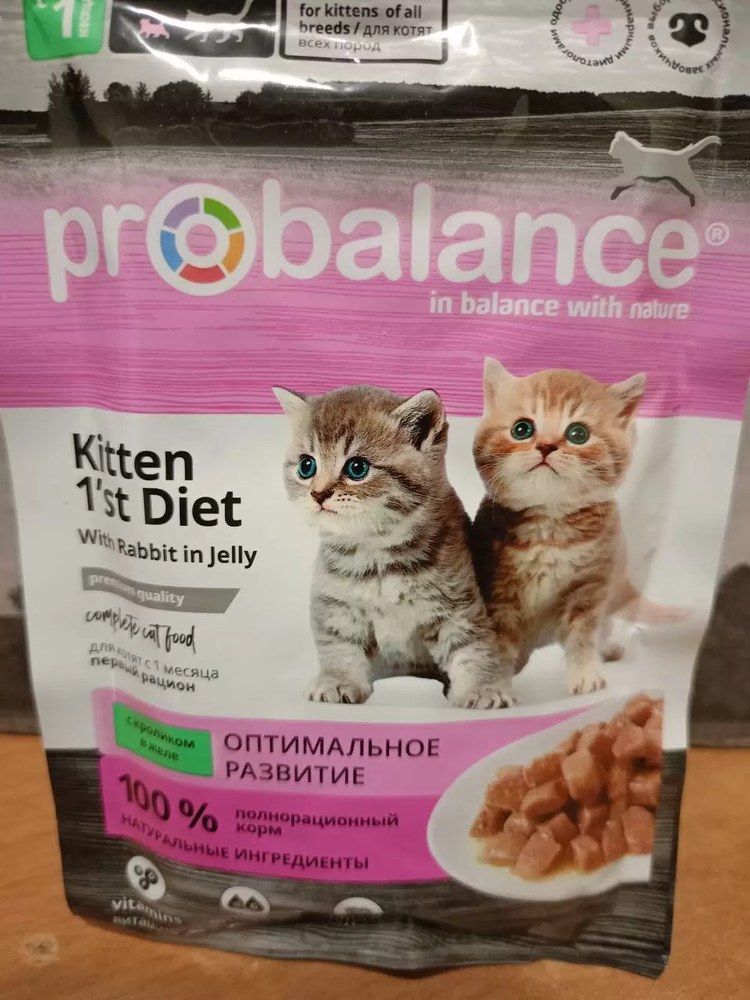 1
for kittens of all
breeds / для котят
всех пород
probalance®
in balance with nature
Kitten
1'st Diet
With Rabbit in Jelly
premium quality
complete cat food
для котят с 1 месяца
первый рацион
с кроликом
в желе
ОПТИМАЛЬНОЕ
РАЗВИТИЕ
100 % полнорационный
корм
НАТУРАЛЬНЫЕ ИНГРЕДИЕНТЫ
vitamins